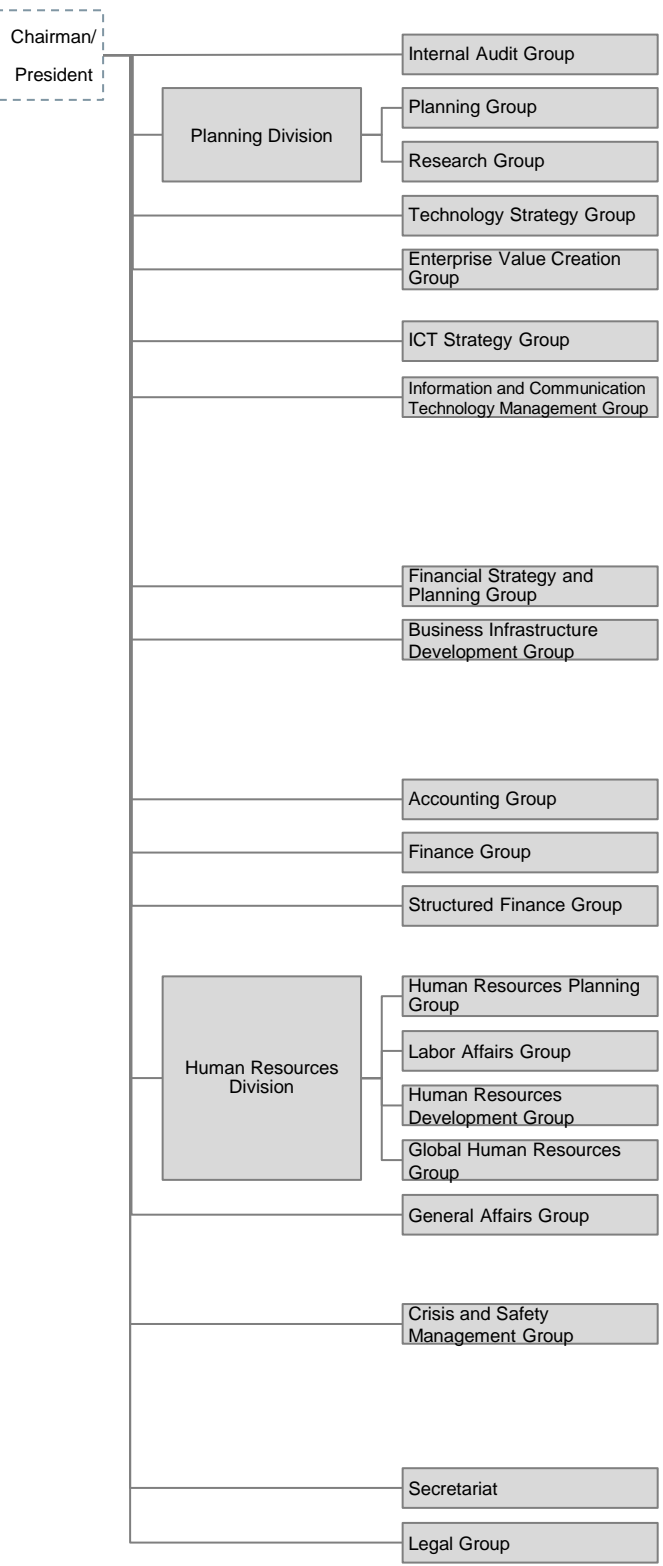 Chairman/
President
Internal Audit Group
Planning Division
Planning Group
Research Group
Technology Strategy Group
Enterprise Value Creation
Group
ICT Strategy Group
Information and Communication
Technology Management Group
Financial Strategy and
Planning Group
Business Infrastructure
Development Group
Accounting Group
Finance Group
Structured Finance Group
Human Resources
Division
Human Resources Planning
Group
Labor Affairs Group
Human Resources
Development Group
Global Human Resources
Group
General Affairs Group
Crisis and Safety
Management Group
Secretariat
Legal Group